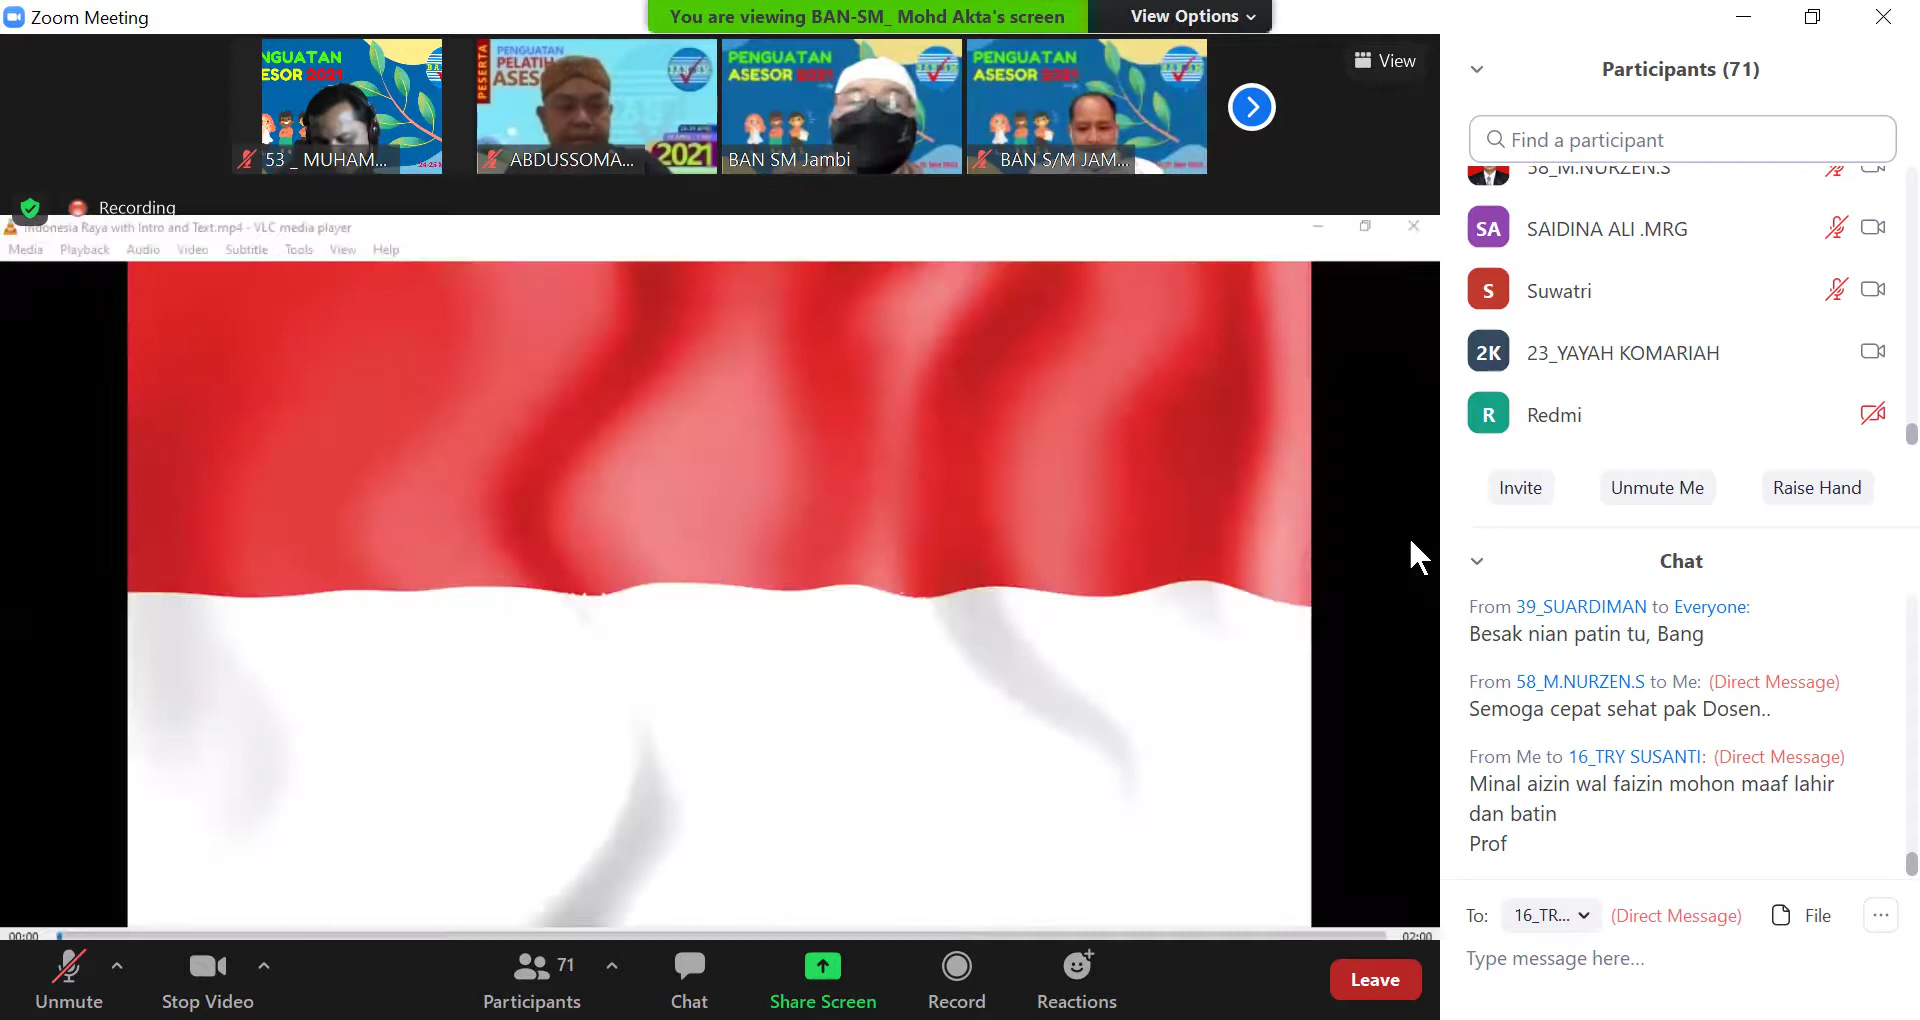 Zoom Meeting
You are viewing BAN-SM_ Mohd Akta's screen
View Options
NGUATAN
ESOR 2021
53 _ MUHAM...
PESERTA
PENGUATAN
PELATIH
ASES
2021
ABDUSSOMA...
PENGUATAN
ASESOR 2021
BAN SM Jambi
PENGUATAN
ASESOR 2021
BAN S/M JAM...
View
Recording
Indonesia Raya with Intro and Text.mp4 - VLC media player
Media Playback Audio Video Subtitle Tools View Help
00:00
02:00
Unmute
Stop Video
71
Participants
Chat
Share Screen
Record
Reactions
Leave
Participants (71)
Find a participant
58_M.NURZEN.S
SA SAIDINA ALI .MRG
S Suwatri
2K 23_YAYAH KOMARIAH
R Redmi
Invite
Unmute Me
Raise Hand
Chat
From 39_SUARDIMAN to Everyone:
Besak nian patin tu, Bang
From 58_M.NURZEN.S to Me: (Direct Message)
Semoga cepat sehat pak Dosen..
From Me to 16_TRY SUSANTI: (Direct Message)
Minal aizin wal faizin mohon maaf lahir
dan batin
Prof
To: 16_TR... (Direct Message) File ...
Type message here...